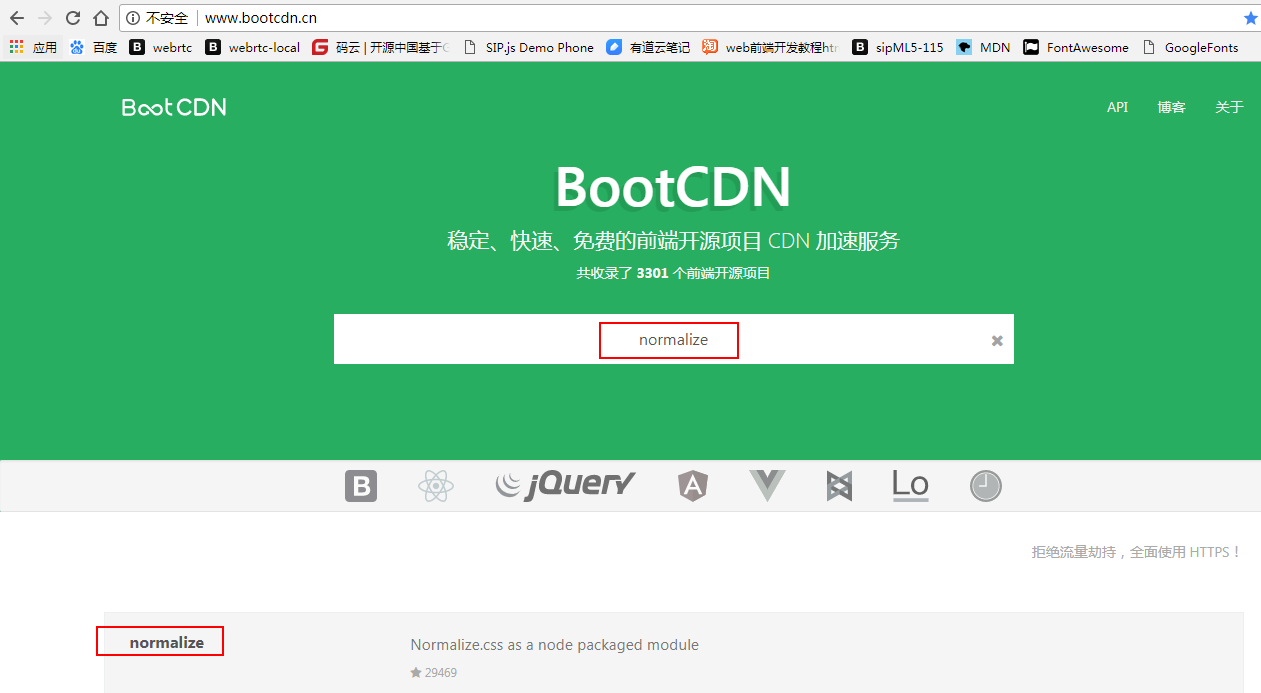 不安全 www.bootcdn.cn
应用 百度 B webrtc B webrtc-local G 码云 | 开源中国基于G SIP.js Demo Phone 有道云笔记 淘 web前端开发教程htm B sipML5-115 MDN FontAwesome GoogleFonts
BootCDN API 博客 关于
BootCDN
稳定、快速、免费的前端开源项目 CDN 加速服务
共收录了 3301 个前端开源项目
normalize
B jQuery A Lo
拒绝流量劫持，全面使用 HTTPS！
normalize Normalize.css as a node packaged module
29469